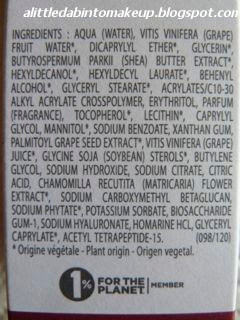 alittledabintomakeup.blogspot.com
INGREDIENTS : AQUA (WATER), VITIS VINIFERA (GRAPE)
FRUIT WATER*, DICAPRYLYL ETHER*, GLYCERIN*,
BUTYROSPERMUM PARKII (SHEA) BUTTER EXTRACT*,
HEXYLDECANOL*, HEXYLDECYL LAURATE*, BEHENYL
ALCOHOL*, GLYCERYL STEARATE*, ACRYLATES/C10-30
ALKYL ACRYLATE CROSSPOLYMER, ERYTHRITOL, PARFUM
(FRAGRANCE), TOCOPHEROL*, LECITHIN*, CAPRYLYL
GLYCOL, MANNITOL*, SODIUM BENZOATE, XANTHAN GUM,
PALMITOYL GRAPE SEED EXTRACT*, VITIS VINIFERA (GRAPE)
JUICE*, GLYCINE SOJA (SOYBEAN) STEROLS*, BUTYLENE
GLYCOL, SODIUM HYDROXIDE, SODIUM CITRATE, CITRIC
ACID, CHAMOMILLA RECUTITA (MATRICARIA) FLOWER
EXTRACT*, SODIUM CARBOXYMETHYL BETAGLUCAN,
SODIUM PHYTATE*, POTASSIUM SORBATE, BIOSACCHARIDE
GUM-1, SODIUM HYALURONATE, HOMARINE HCL, GLYCERYL
CAPRYLATE*, ACETYL TETRAPEPTIDE-15. (098/120)
* Origine végétale - Plant origin - Origen vegetal.
1% FOR THE PLANET MEMBER